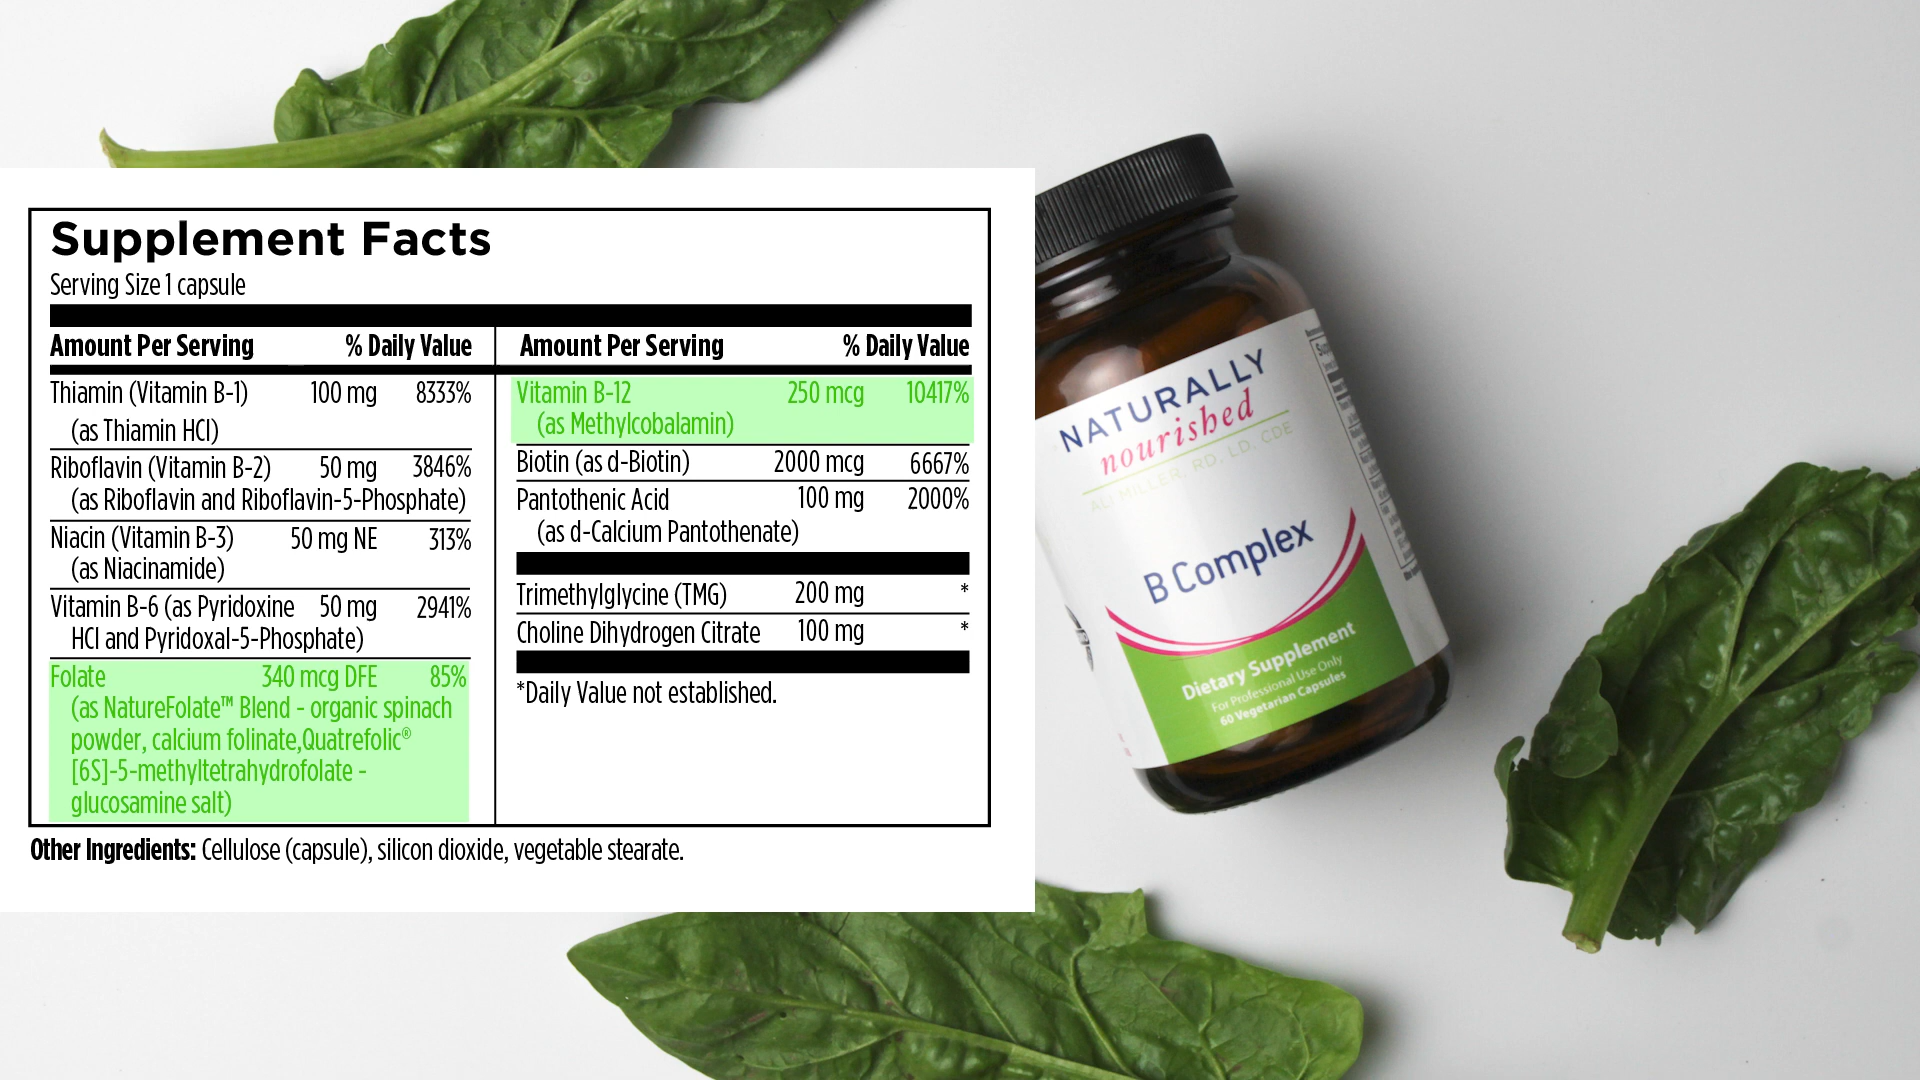 Supplement Facts
Serving Size 1 capsule
Amount Per Serving % Daily Value
Thiamin (Vitamin B-1) 100 mg 8333%
(as Thiamin HCl)
Riboflavin (Vitamin B-2) 50 mg 3846%
(as Riboflavin and Riboflavin-5-Phosphate)
Niacin (Vitamin B-3) 50 mg NE 313%
(as Niacinamide)
Vitamin B-6 (as Pyridoxine 50 mg 2941%
HCl and Pyridoxal-5-Phosphate)
Folate 340 mcg DFE 85%
(as NatureFolate™ Blend - organic spinach
powder, calcium folinate,Quatrefolic®
[6S]-5-methyltetrahydrofolate -
glucosamine salt)
Amount Per Serving % Daily Value
Vitamin B-12 250 mcg 10417%
(as Methylcobalamin)
Biotin (as d-Biotin) 2000 mcg 6667%
Pantothenic Acid 100 mg 2000%
(as d-Calcium Pantothenate)
Trimethylglycine (TMG) 200 mg *
Choline Dihydrogen Citrate 100 mg *
*Daily Value not established.
Other Ingredients: Cellulose (capsule), silicon dioxide, vegetable stearate.
NATURALLY
nourished
ALI MILLER, RD, LD, CDE
B Complex
Dietary Supplement
For Professional Use Only
60 Vegetarian Capsules